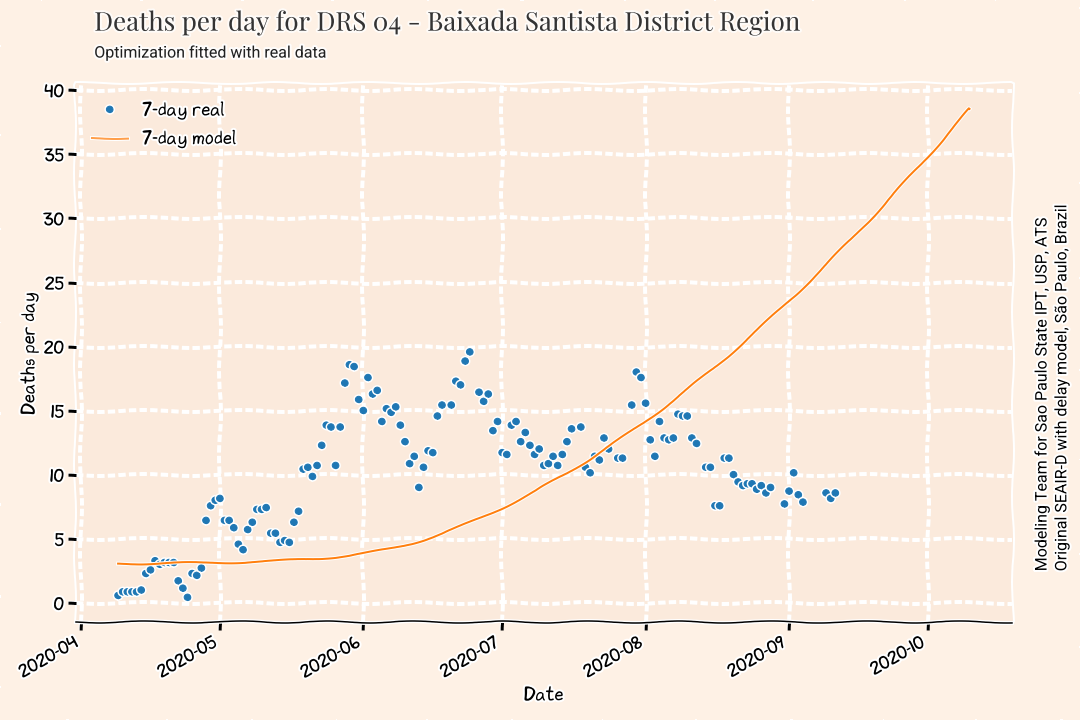 Deaths per day for DRS 04 - Baixada Santista District Region
Optimization fitted with real data
7-day real
7-day model
40
35
30
25
20
15
10
5
0
Deaths per day
2020-04
2020-05
2020-06
2020-07
2020-08
2020-09
2020-10
Date
Modeling Team for Sao Paulo State IPT, USP, ATS
Original SEAIR-D with delay model, São Paulo, Brazil